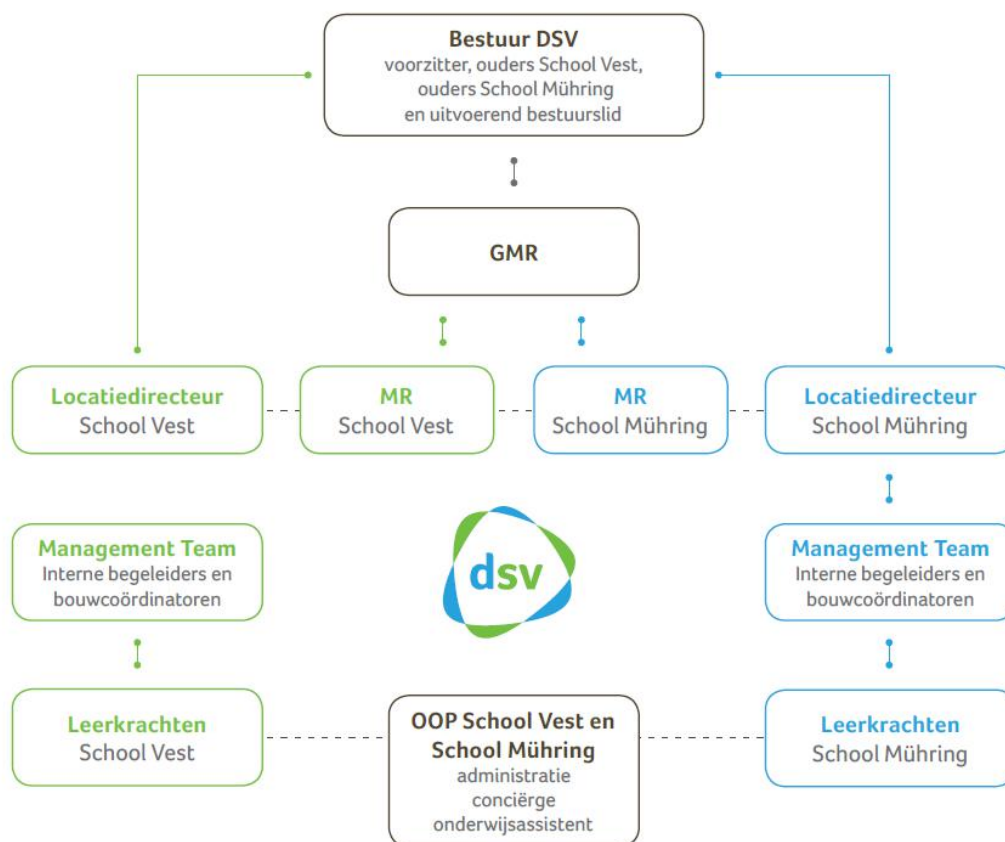 Bestuur DSV
voorzitter, ouders School Vest,
ouders School Mühring
en uitvoerend bestuurslid
GMR
Locatiedirecteur
School Vest
MR
School Vest
MR
School Mühring
Locatiedirecteur
School Mühring
Management Team
Interne begeleiders en
bouwcoördinatoren
dsv
Management Team
Interne begeleiders en
bouwcoördinatoren
Leerkrachten
School Vest
OOP School Vest en
School Mühring
administratie
conciërge
onderwijsassistent
Leerkrachten
School Mühring